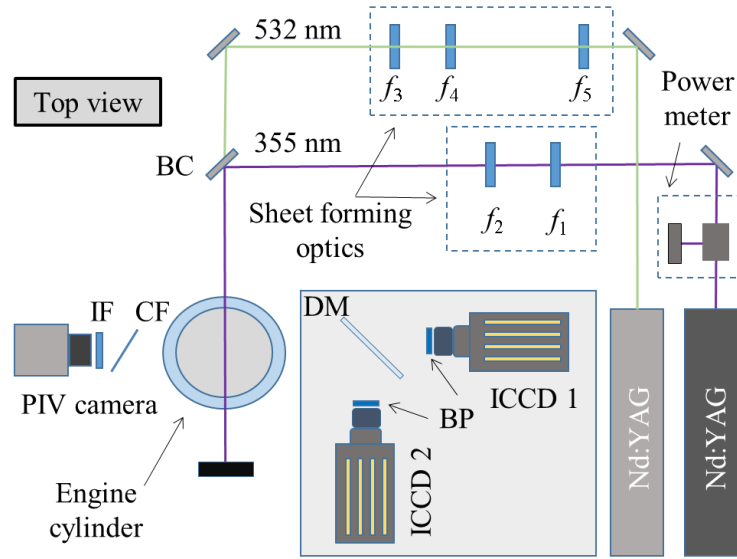 532 nm
f3 f4 f5
Top view
Power
meter
355 nm
BC
Sheet forming
optics
f2 f1
DM
IF CF
PIV camera
ICCD 1
BP
ICCD 2
Engine
cylinder
Nd:YAG
Nd:YAG